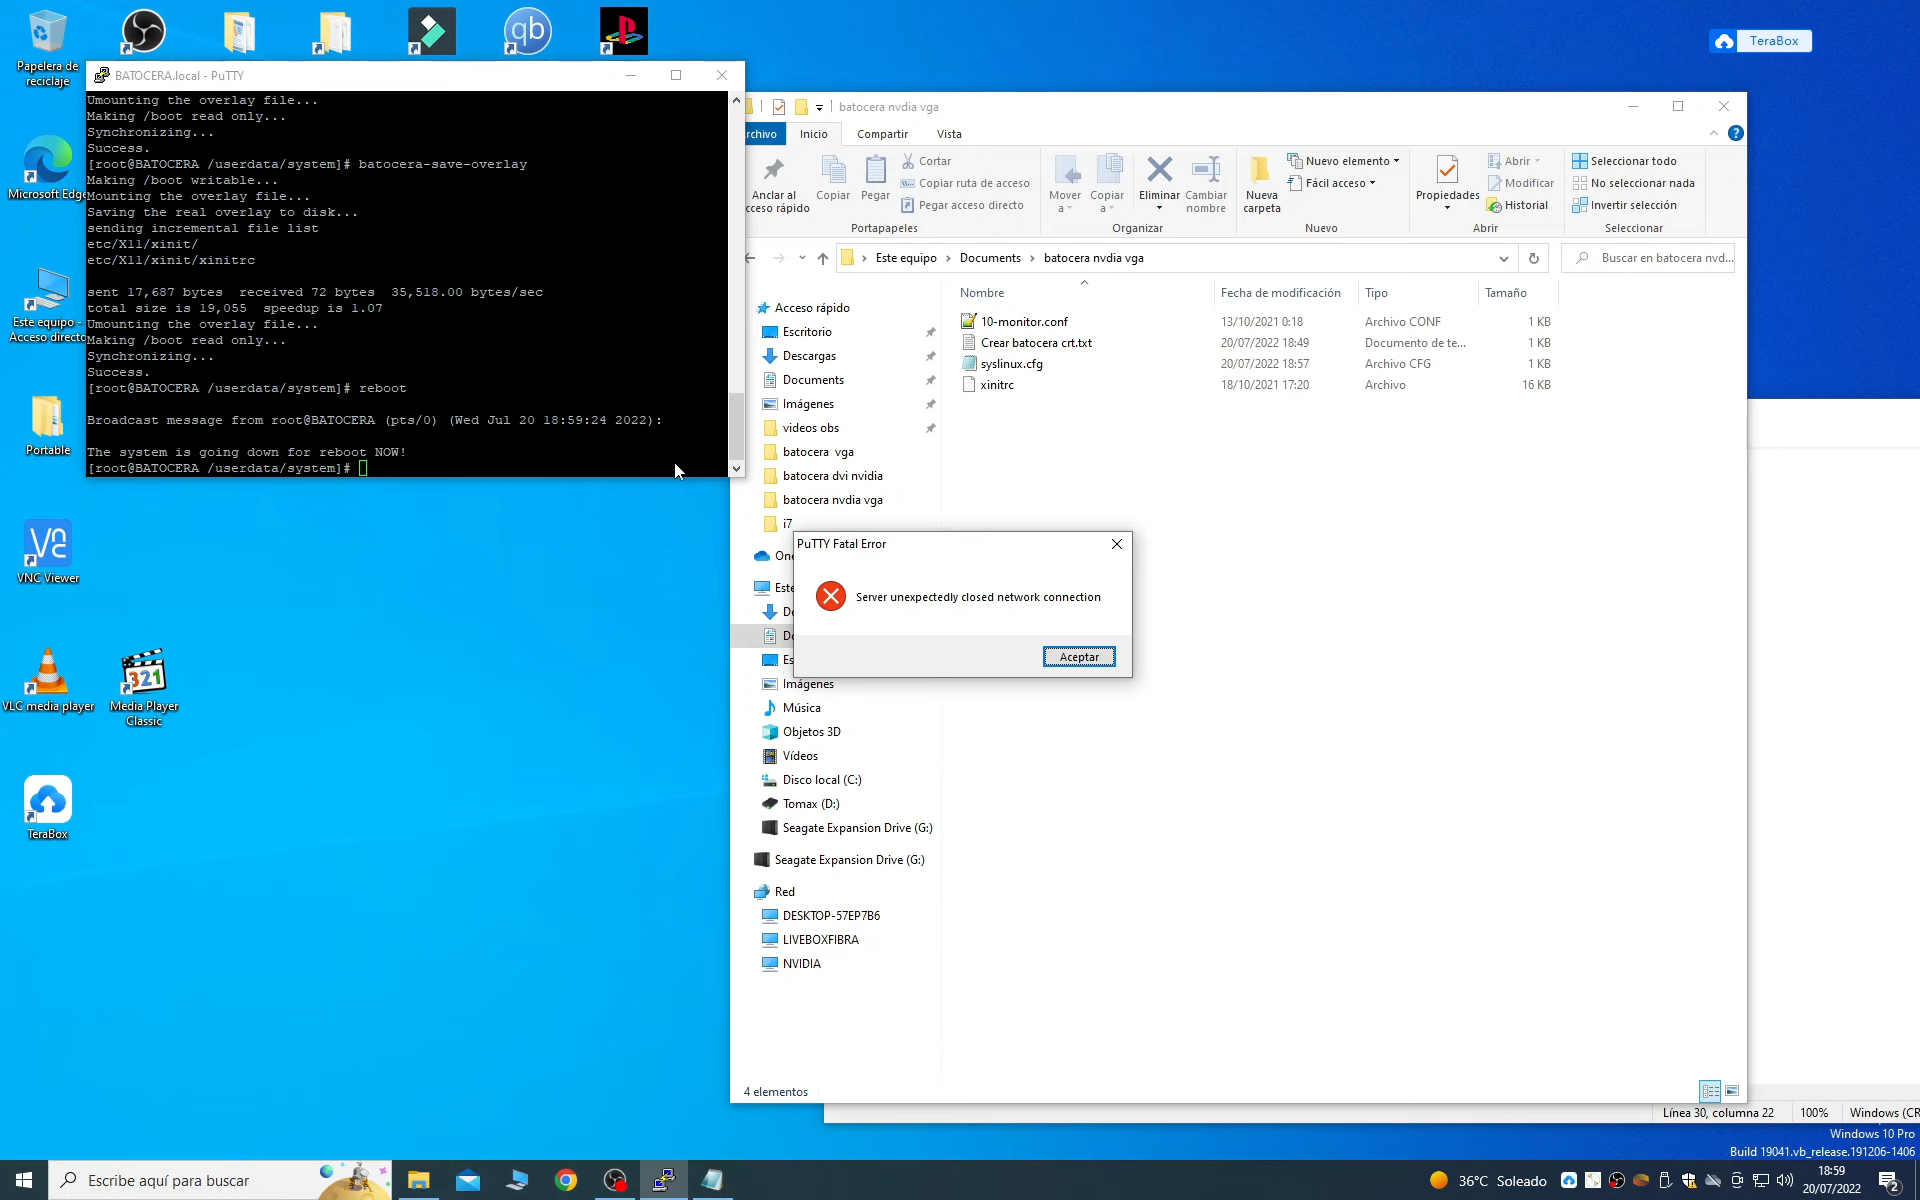 Papelera de
reciclaje
TeraBox
BATOCERA.local - PuTTY
Umounting the overlay file...
Making /boot read only...
Synchronizing...
Success.
[root@BATOCERA /userdata/system]# batocera-save-overlay
Making /boot writable...
Mounting the overlay file...
Saving the real overlay to disk...
sending incremental file list
etc/X11/xinit/
etc/X11/xinit/xinitrc
sent 17,687 bytes  received 72 bytes  35,518.00 bytes/sec
total size is 19,055  speedup is 1.07
Umounting the overlay file...
Making /boot read only...
Synchronizing...
Success.
[root@BATOCERA /userdata/system]# reboot
Broadcast message from root@BATOCERA (pts/0) (Wed Jul 20 18:59:24 2022):
The system is going down for reboot NOW!
[root@BATOCERA /userdata/system]#
Microsoft Edge
Este equipo -
Acceso directo
Portable
VNC Viewer
VLC media player
Media Player
Classic
TeraBox
batocera nvdia vga
rchivo
Inicio
Compartir
Vista
Anclar al
cceso rápido
Copiar
Pegar
Cortar
Copiar ruta de acceso
Pegar acceso directo
Portapapeles
Mover
a
Copiar
a
Eliminar
Cambiar
nombre
Organizar
Nueva
carpeta
Nuevo elemento
Fácil acceso
Nuevo
Propiedades
Abrir
Modificar
Historial
Abrir
Seleccionar todo
No seleccionar nada
Invertir selección
Seleccionar
Este equipo
Documents
batocera nvdia vga
Buscar en batocera nvd...
Nombre
Fecha de modificación
Tipo
Tamaño
10-monitor.conf 13/10/2021 0:18 Archivo CONF 1 KB
Crear batocera crt.txt 20/07/2022 18:49 Documento de te... 1 KB
syslinux.cfg 20/07/2022 18:57 Archivo CFG 1 KB
xinitrc 18/10/2021 17:20 Archivo 16 KB
Acceso rápido
Escritorio
Descargas
Documents
Imágenes
videos obs
batocera  vga
batocera dvi nvidia
batocera nvdia vga
i7
One
Este
De
Do
Es
Imágenes
Música
Objetos 3D
Vídeos
Disco local (C:)
Tomax (D:)
Seagate Expansion Drive (G:)
Seagate Expansion Drive (G:)
Red
DESKTOP-57EP7B6
LIVEBOXFIBRA
NVIDIA
4 elementos
PuTTY Fatal Error
Server unexpectedly closed network connection
Aceptar
Línea 30, columna 22
100%
Windows (CR
Windows 10 Pro
Build 19041.vb_release.191206-1406
Escribe aquí para buscar
36°C Soleado
18:59
20/07/2022
2